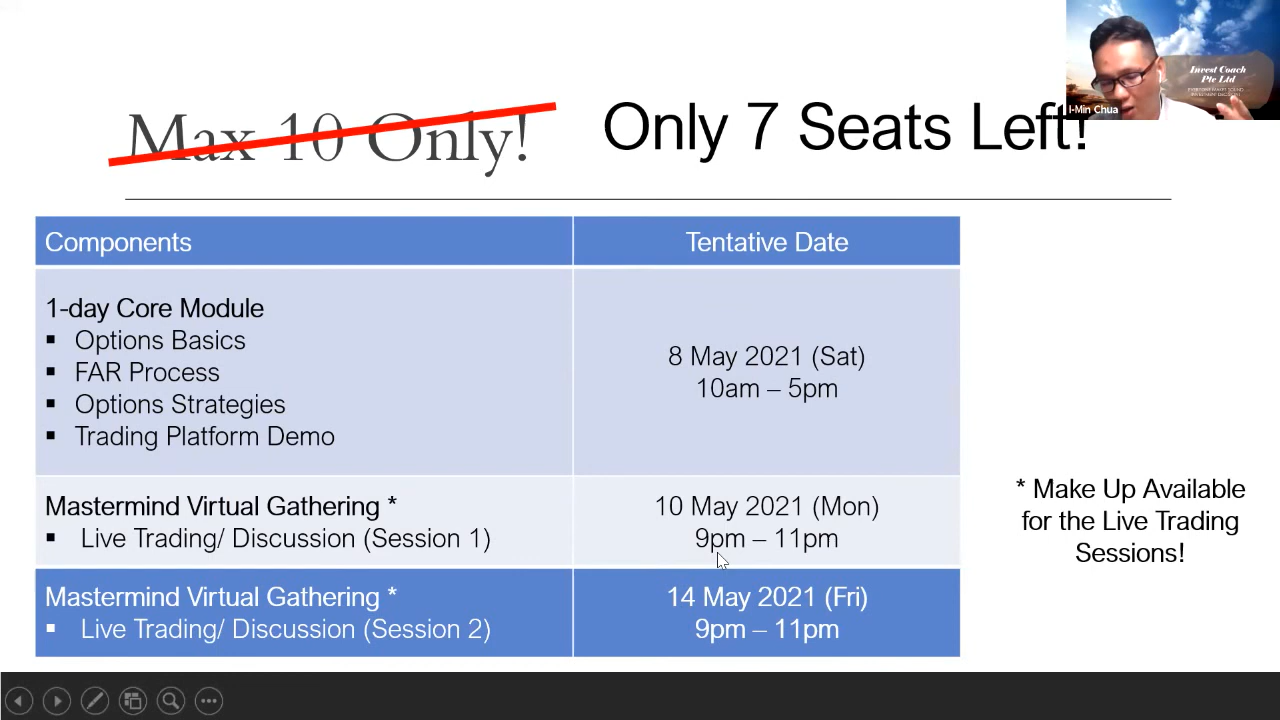 Max 10 Only!
Only 7 Seats Left!
Invest Coach
Pte Ltd
I-Min Chua
Components
Tentative Date
1-day Core Module
▪ Options Basics
▪ FAR Process
▪ Options Strategies
▪ Trading Platform Demo
8 May 2021 (Sat)
10am – 5pm
Mastermind Virtual Gathering *
▪ Live Trading/ Discussion (Session 1)
10 May 2021 (Mon)
9pm – 11pm
Mastermind Virtual Gathering *
▪ Live Trading/ Discussion (Session 2)
14 May 2021 (Fri)
9pm – 11pm
* Make Up Available
for the Live Trading
Sessions!